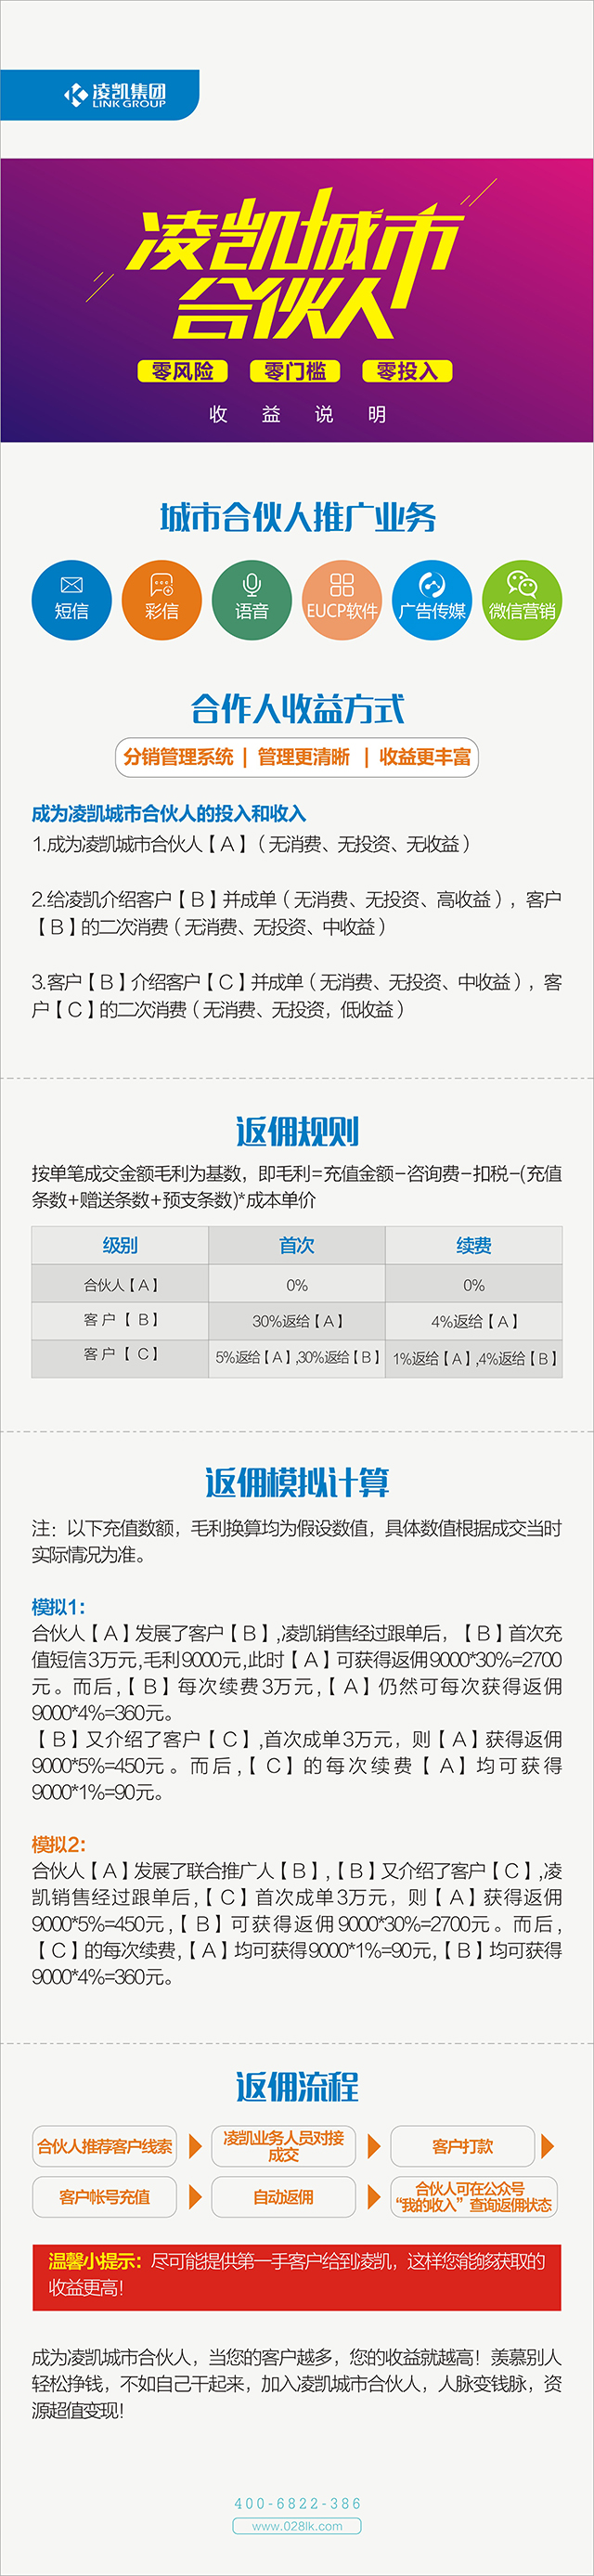 凌凯集团
LINK GROUP
凌凯城市
合伙人
零风险 零门槛 零投入
收益说明
城市合伙人推广业务
短信 彩信 语音 EUCP软件 广告传媒 微信营销
合作人收益方式
分销管理系统 | 管理更清晰 | 收益更丰富
成为凌凯城市合伙人的投入和收入
1.成为凌凯城市合伙人【A】（无消费、无投资、无收益）
2.给凌凯介绍客户【B】并成单（无消费、无投资、高收益），客户
【B】的二次消费（无消费、无投资、中收益）
3.客户【B】介绍客户【C】并成单（无消费、无投资、中收益），客
户【C】的二次消费（无消费、无投资，低收益）
返佣规则
按单笔成交金额毛利为基数，即毛利=充值金额-咨询费-扣税-(充值
条数+赠送条数+预支条数)*成本单价
级别 首次 续费
合伙人【A】 0% 0%
客户【B】 30%返给【A】 4%返给【A】
客户【C】 5%返给【A】,30%返给【B】 1%返给【A】,4%返给【B】
返佣模拟计算
注：以下充值数额，毛利换算均为假设数值，具体数值根据成交当时
实际情况为准。
模拟1：
合伙人【A】发展了客户【B】,凌凯销售经过跟单后，【B】首次充
值短信3万元,毛利9000元,此时【A】可获得返佣9000*30%=2700
元。而后,【B】每次续费3万元,【A】仍然可每次获得返佣
9000*4%=360元。
【B】又介绍了客户【C】,首次成单3万元，则【A】获得返佣
9000*5%=450元。而后,【C】的每次续费【A】均可获得
9000*1%=90元。
模拟2：
合伙人【A】发展了联合推广人【B】,【B】又介绍了客户【C】,凌
凯销售经过跟单后,【C】首次成单3万元，则【A】获得返佣
9000*5%=450元,【B】可获得返佣9000*30%=2700元。而后,
【C】的每次续费,【A】均可获得9000*1%=90元,【B】均可获得
9000*4%=360元。
返佣流程
合伙人推荐客户线索 凌凯业务人员对接
成交 客户打款
客户帐号充值 自动返佣 合伙人可在公众号
“我的收入”查询返佣状态
温馨小提示：尽可能提供第一手客户给到凌凯，这样您能够获取的
收益更高！
成为凌凯城市合伙人，当您的客户越多，您的收益就越高！羡慕别人
轻松挣钱，不如自己干起来，加入凌凯城市合伙人，人脉变钱脉，资
源超值变现！
400-6822-386
www.028lk.com